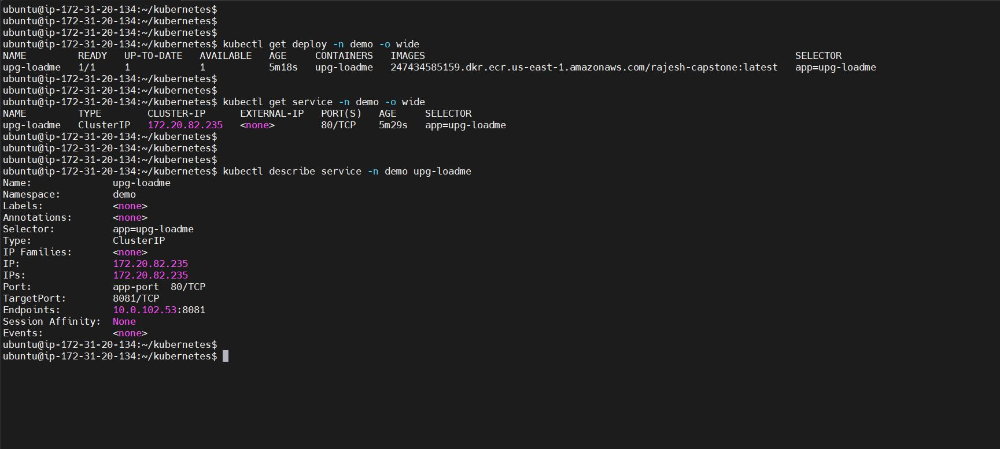 ubuntu@ip-172-31-20-134:~/kubernetes$
ubuntu@ip-172-31-20-134:~/kubernetes$
ubuntu@ip-172-31-20-134:~/kubernetes$
ubuntu@ip-172-31-20-134:~/kubernetes$ kubectl get deploy -n demo -o wide
NAME         READY   UP-TO-DATE   AVAILABLE   AGE     CONTAINERS   IMAGES                                                                SELECTOR
upg-loadme   1/1     1            1           5m18s   upg-loadme   247434585159.dkr.ecr.us-east-1.amazonaws.com/rajesh-capstone:latest   app=upg-loadme
ubuntu@ip-172-31-20-134:~/kubernetes$
ubuntu@ip-172-31-20-134:~/kubernetes$
ubuntu@ip-172-31-20-134:~/kubernetes$ kubectl get service -n demo -o wide
NAME         TYPE        CLUSTER-IP      EXTERNAL-IP   PORT(S)   AGE     SELECTOR
upg-loadme   ClusterIP   172.20.82.235   <none>        80/TCP    5m29s   app=upg-loadme
ubuntu@ip-172-31-20-134:~/kubernetes$
ubuntu@ip-172-31-20-134:~/kubernetes$
ubuntu@ip-172-31-20-134:~/kubernetes$
ubuntu@ip-172-31-20-134:~/kubernetes$ kubectl describe service -n demo upg-loadme
Name:              upg-loadme
Namespace:         demo
Labels:            <none>
Annotations:       <none>
Selector:          app=upg-loadme
Type:              ClusterIP
IP Families:       <none>
IP:                172.20.82.235
IPs:               172.20.82.235
Port:              app-port  80/TCP
TargetPort:        8081/TCP
Endpoints:         10.0.102.53:8081
Session Affinity:  None
Events:            <none>
ubuntu@ip-172-31-20-134:~/kubernetes$
ubuntu@ip-172-31-20-134:~/kubernetes$